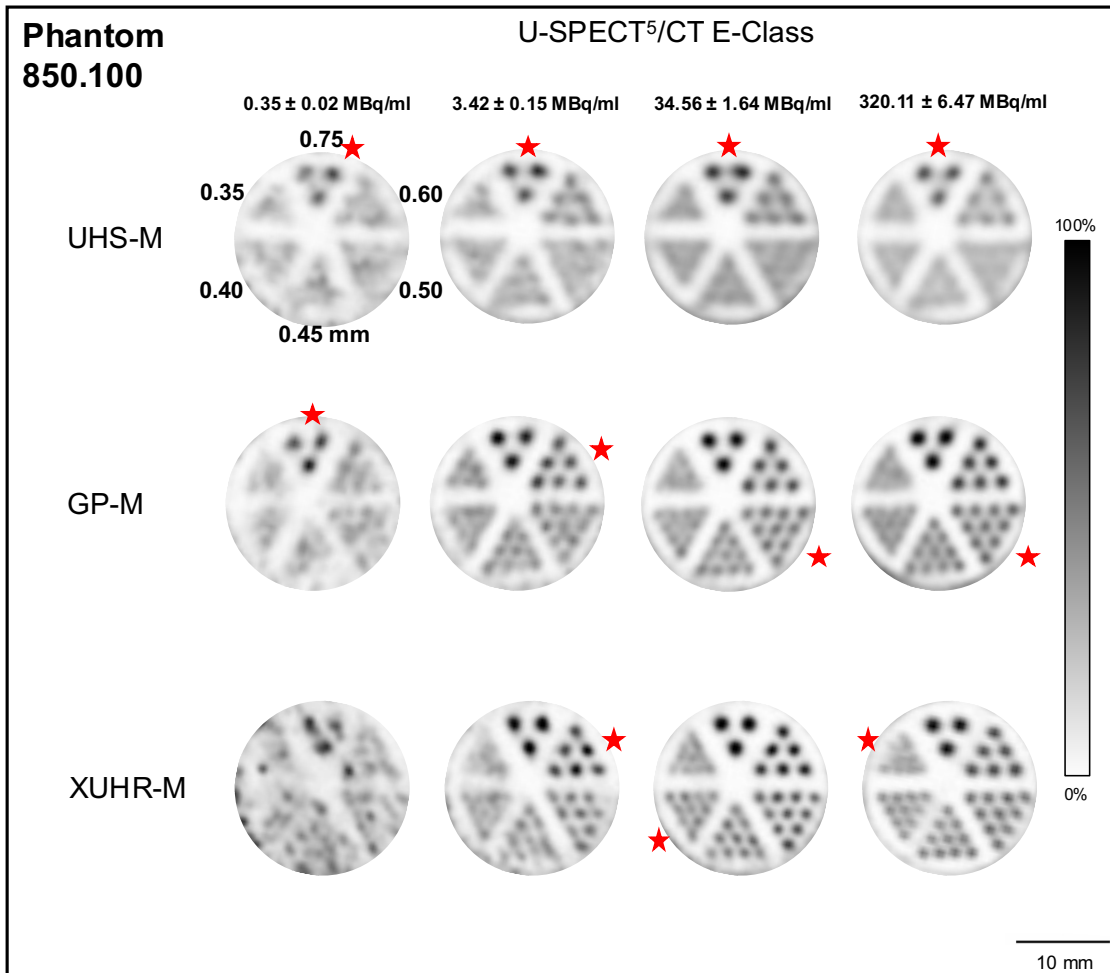 Phantom
850.100
U-SPECT⁵/CT E-Class
0.35 ± 0.02 MBq/ml
3.42 ± 0.15 MBq/ml
34.56 ± 1.64 MBq/ml
320.11 ± 6.47 MBq/ml
0.75
0.35
0.60
UHS-M
100%
0.40
0.50
0.45 mm
GP-M
XUHR-M
0%
10 mm